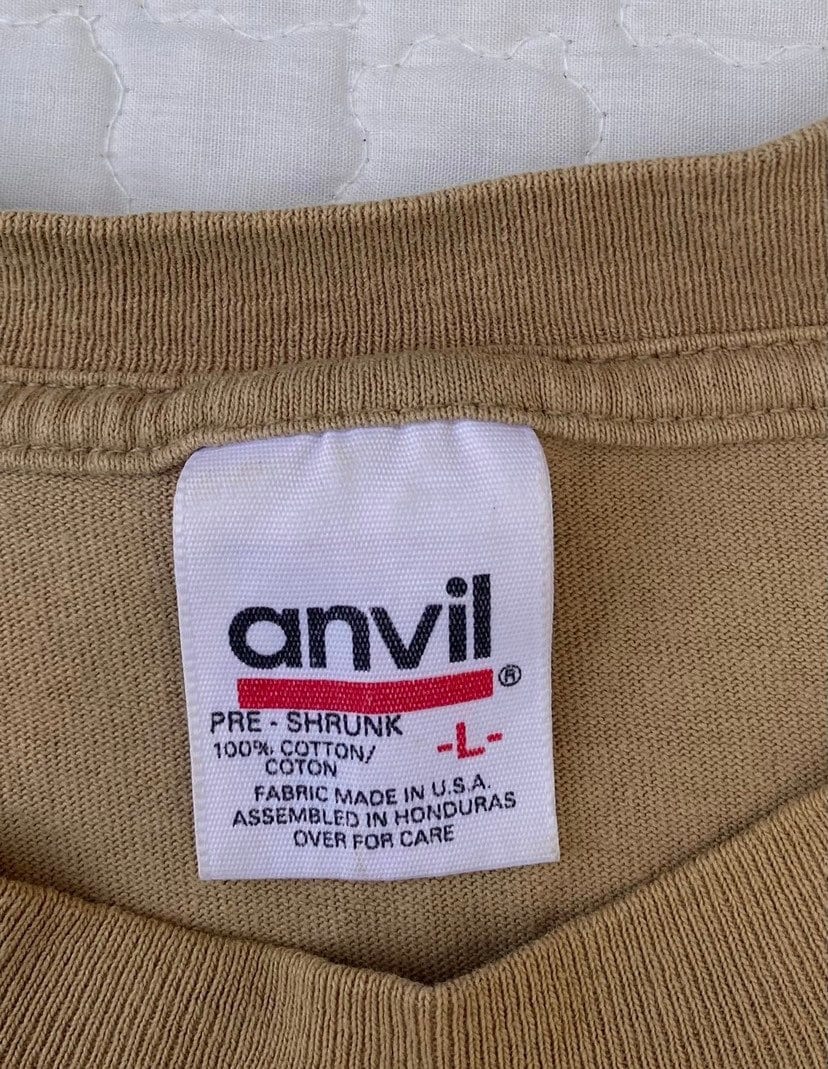 anvil®
PRE - SHRUNK
-L-
100% COTTON/
COTON
FABRIC MADE IN U.S.A.
ASSEMBLED IN HONDURAS
OVER FOR CARE